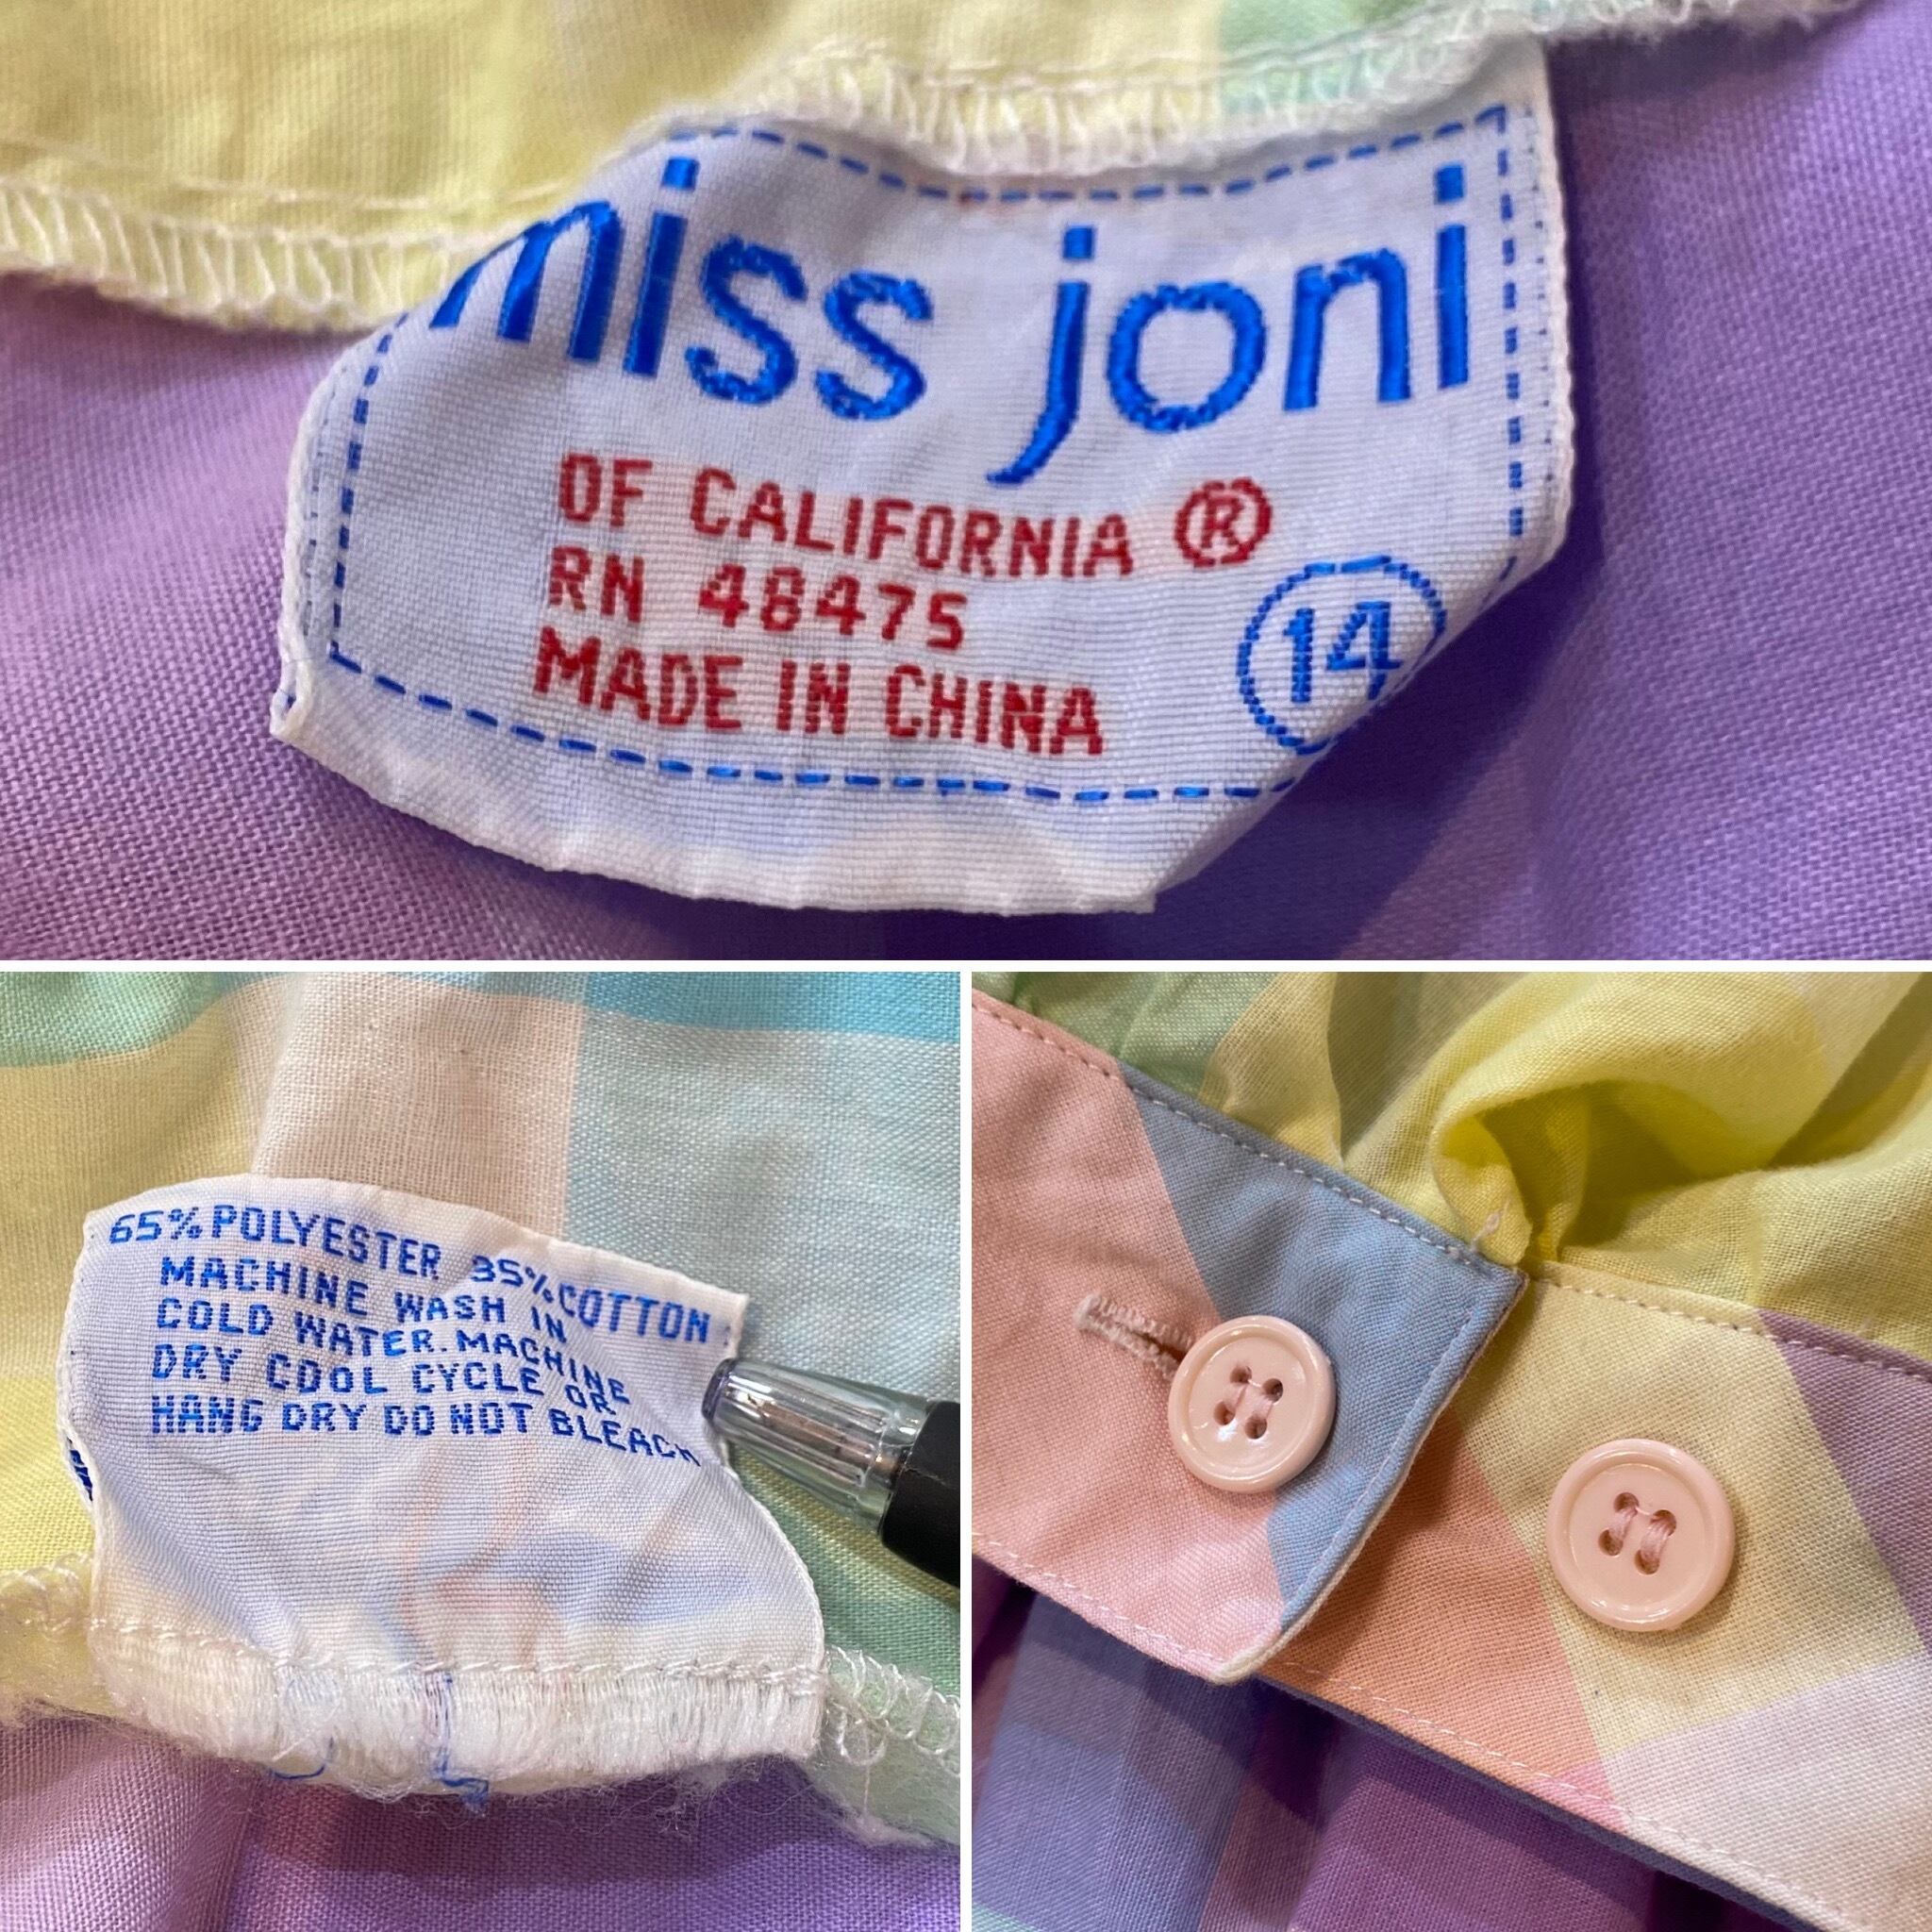 miss joni
OF CALIFORNIA ®
RN 48475
MADE IN CHINA
14
65% POLYESTER 35% COTTON
MACHINE WASH IN
COLD WATER. MACHINE
DRY COOL CYCLE OR
HANG DRY DO NOT BLEACH